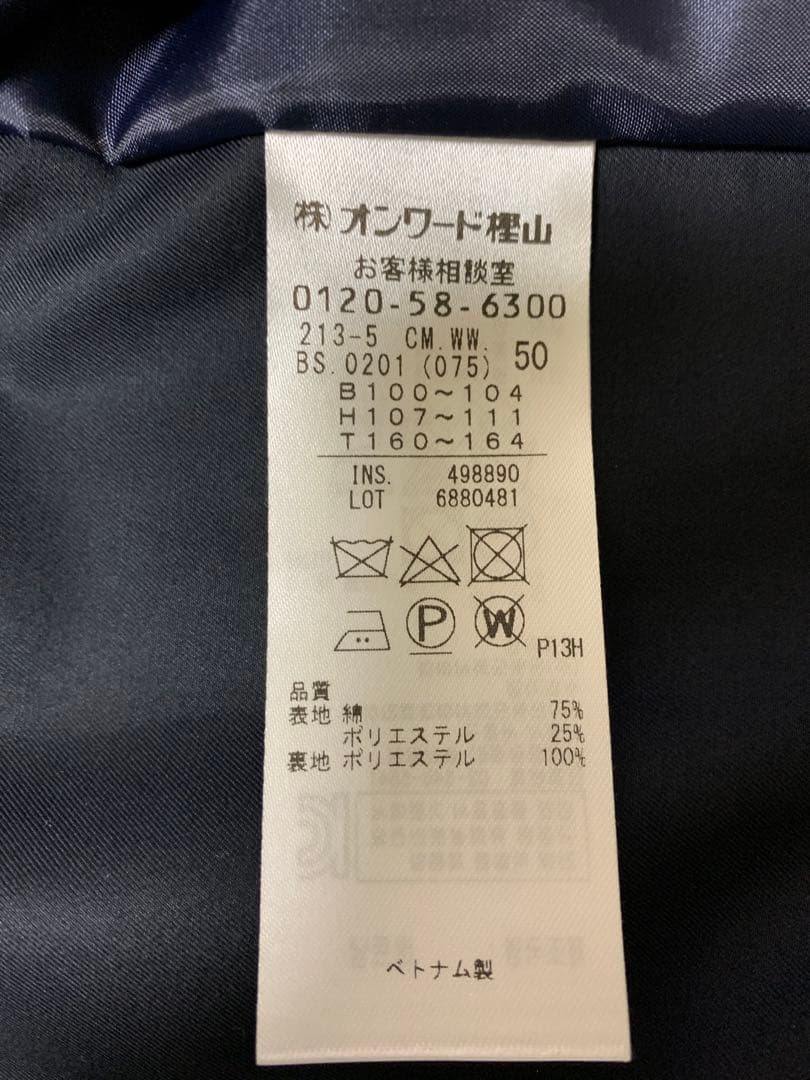 (株)オンワード樫山
お客様相談室
0120-58-6300
213-5 CM.WW.
BS.0201(075) 50
B100～104
H107～111
T160～164
INS. 498890
LOT 6880481
P W P13H
品質
表地 綿 75%
ポリエステル 25%
裏地 ポリエステル 100%
ベトナム製